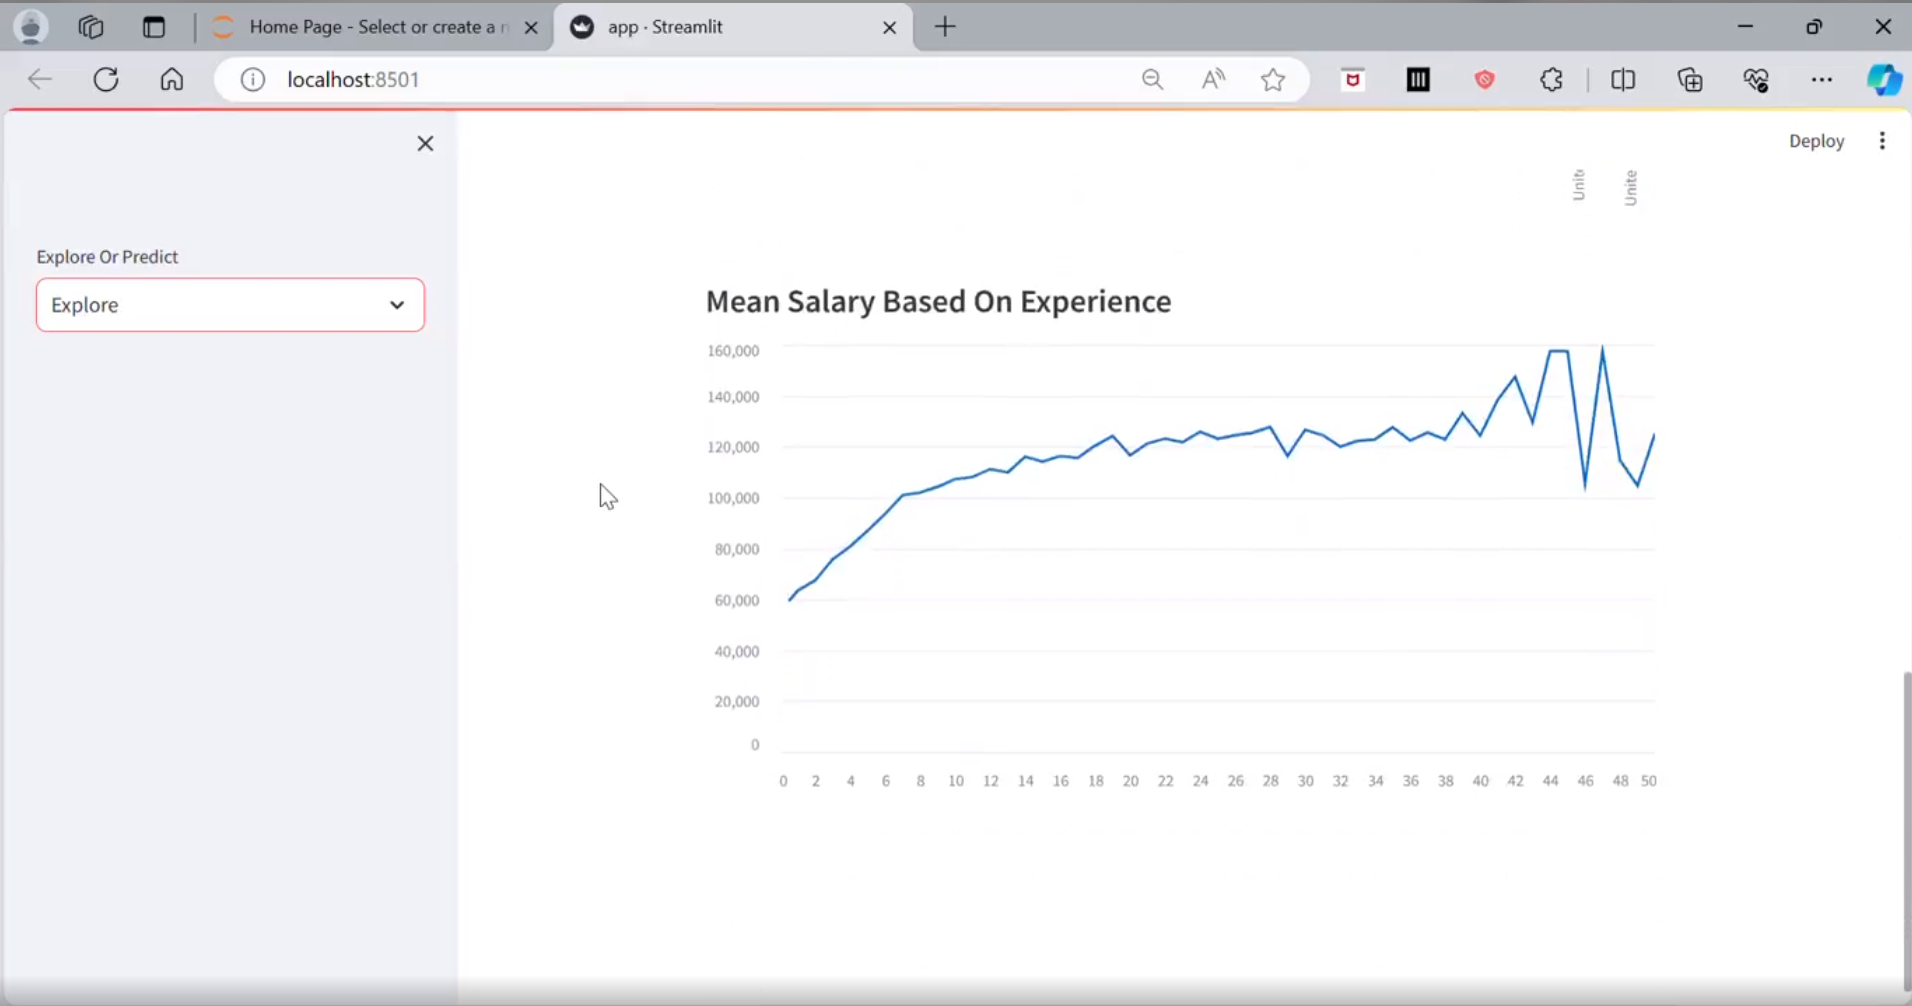 Home Page - Select or create a n
app · Streamlit
localhost:8501
Deploy
Unite
Unite
Explore Or Predict
Explore
Mean Salary Based On Experience
160,000
140,000
120,000
100,000
80,000
60,000
40,000
20,000
0
0 2 4 6 8 10 12 14 16 18 20 22 24 26 28 30 32 34 36 38 40 42 44 46 48 50